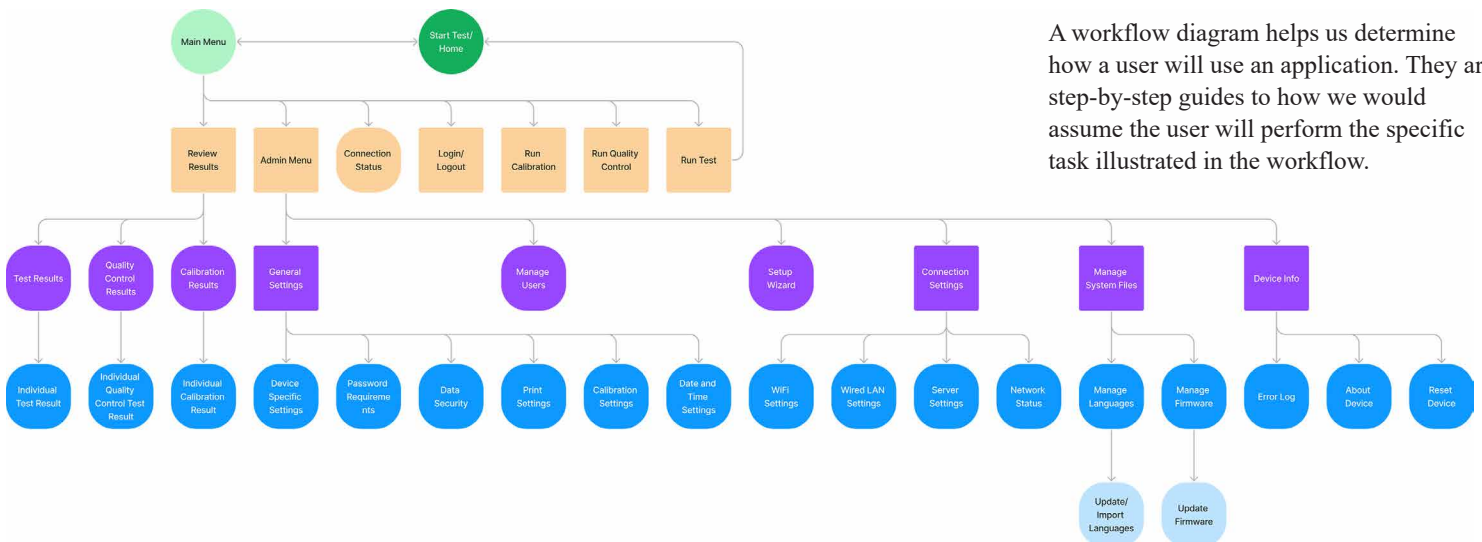 Main Menu
Start Test/
Home
A workflow diagram helps us determine
how a user will use an application. They ar
step-by-step guides to how we would
assume the user will perform the specific
task illustrated in the workflow.
Review
Results
Admin Menu
Connection
Status
Login/
Logout
Run
Calibration
Run Quality
Control
Run Test
Test Results
Quality
Control
Results
Calibration
Results
General
Settings
Manage
Users
Setup
Wizard
Connection
Settings
Manage
System Files
Device Info
Individual
Test Result
Individual
Quality
Control Test
Result
Individual
Calibration
Result
Device
Specific
Settings
Password
Requireme
nts
Data
Security
Print
Settings
Calibration
Settings
Date and
Time
Settings
WiFi
Settings
Wired LAN
Settings
Server
Settings
Network
Status
Manage
Languages
Manage
Firmware
Error Log
About
Device
Reset
Device
Update/
Import
Languages
Update
Firmware